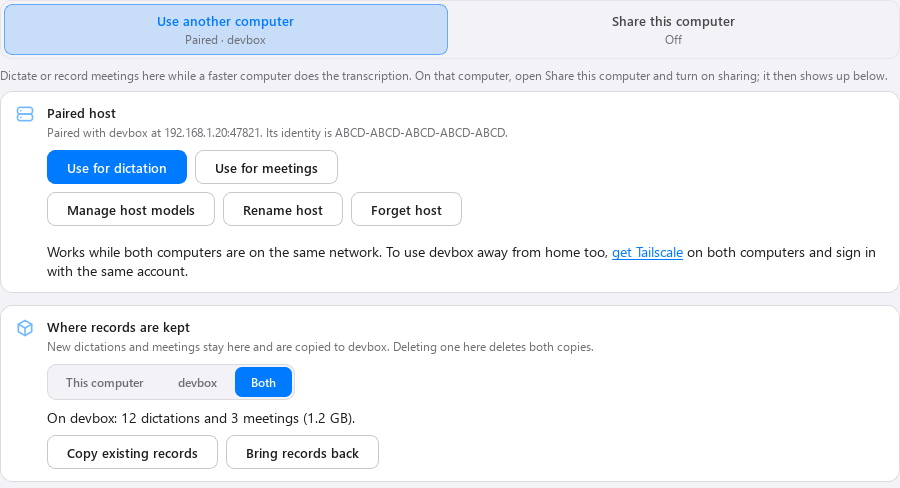 Use another computer
Paired · devbox
Share this computer
Off
Dictate or record meetings here while a faster computer does the transcription. On that computer, open Share this computer and turn on sharing; it then shows up below.
Paired host
Paired with devbox at 192.168.1.20:47821. Its identity is ABCD-ABCD-ABCD-ABCD-ABCD.
Use for dictation
Use for meetings
Manage host models
Rename host
Forget host
Works while both computers are on the same network. To use devbox away from home too, get Tailscale on both computers and sign in
with the same account.
Where records are kept
New dictations and meetings stay here and are copied to devbox. Deleting one here deletes both copies.
This computer
devbox
Both
On devbox: 12 dictations and 3 meetings (1.2 GB).
Copy existing records
Bring records back